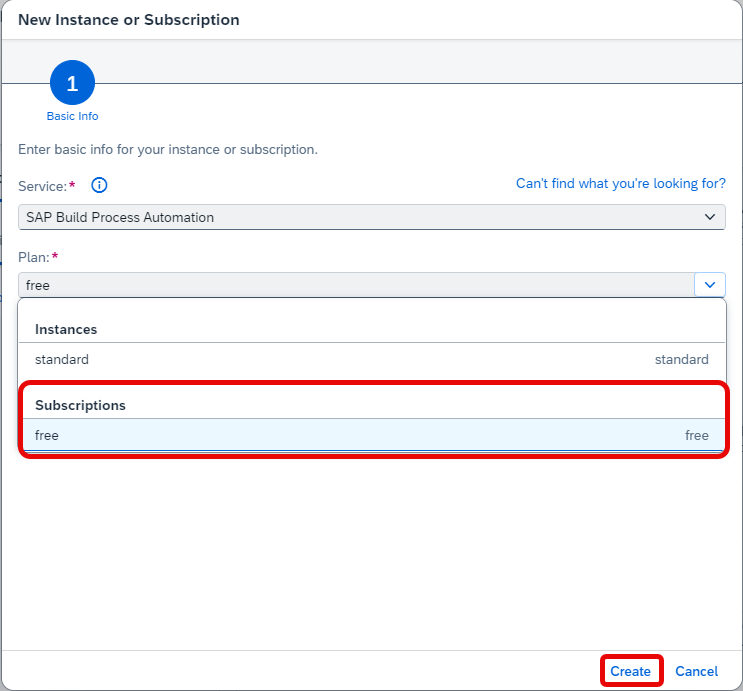 New Instance or Subscription
1
Basic Info
Enter basic info for your instance or subscription.
Service:* Can't find what you're looking for?
SAP Build Process Automation
Plan:*
free
Instances
standard standard
Subscriptions
free free
Create Cancel